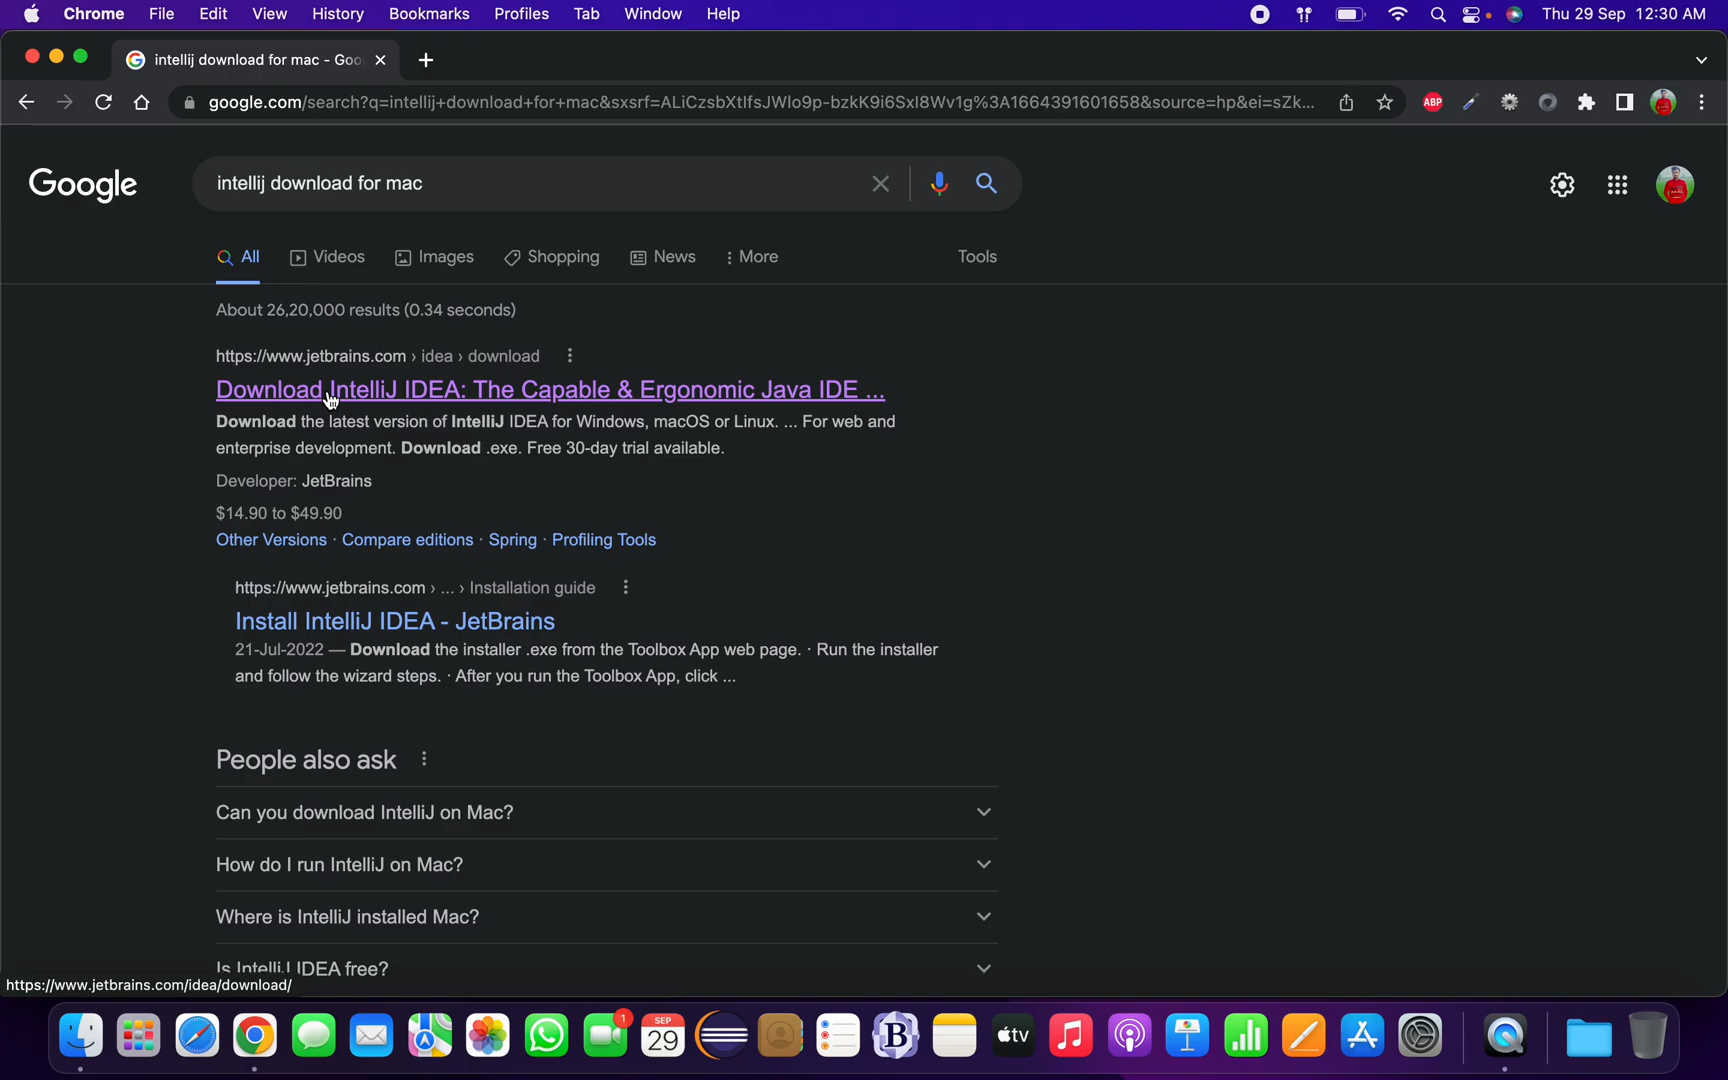 Chrome File Edit View History Bookmarks Profiles Tab Window Help Thu 29 Sep 12:30 AM
intellij download for mac - Goo
google.com/search?q=intellij+download+for+mac&sxsrf=ALiCzsbXtIfsJWlo9p-bzkK9i6SxI8Wv1g%3A1664391601658&source=hp&ei=sZk... ABP
Google intellij download for mac
All Videos Images Shopping News More Tools
About 26,20,000 results (0.34 seconds)
https://www.jetbrains.com › idea › download
Download IntelliJ IDEA: The Capable & Ergonomic Java IDE ...
Download the latest version of IntelliJ IDEA for Windows, macOS or Linux. ... For web and
enterprise development. Download .exe. Free 30-day trial available.
Developer: JetBrains
$14.90 to $49.90
Other Versions · Compare editions · Spring · Profiling Tools
https://www.jetbrains.com › ... › Installation guide
Install IntelliJ IDEA - JetBrains
21-Jul-2022 — Download the installer .exe from the Toolbox App web page. · Run the installer
and follow the wizard steps. · After you run the Toolbox App, click ...
People also ask
Can you download IntelliJ on Mac?
How do I run IntelliJ on Mac?
Where is IntelliJ installed Mac?
Is IntelliJ IDEA free?
https://www.jetbrains.com/idea/download/
1 SEP 29 B tv